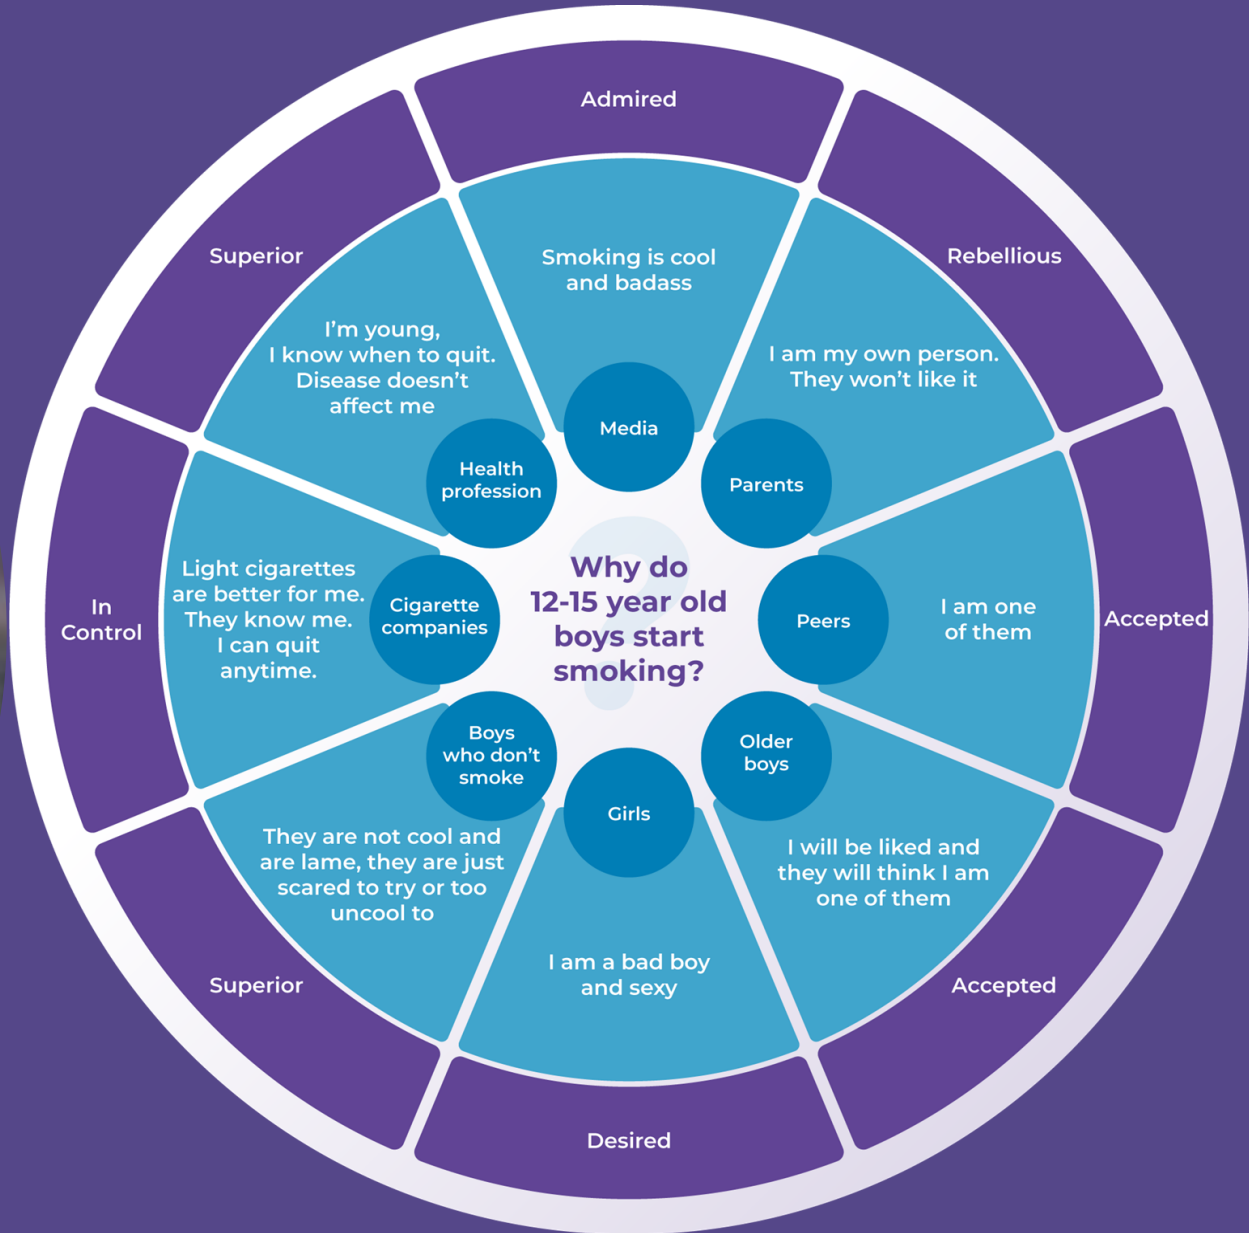 Admired
Smoking is cool
and badass
Media
Rebellious
I am my own person.
They won’t like it
Parents
Accepted
I am one
of them
Peers
Accepted
I will be liked and
they will think I am
one of them
Older
boys
Desired
I am a bad boy
and sexy
Girls
Superior
They are not cool and
are lame, they are just
scared to try or too
uncool to
Boys
who don’t
smoke
In
Control
Light cigarettes
are better for me.
They know me.
I can quit
anytime.
Cigarette
companies
Superior
I’m young,
I know when to quit.
Disease doesn’t
affect me
Health
profession
?
Why do
12-15 year old
boys start
smoking?